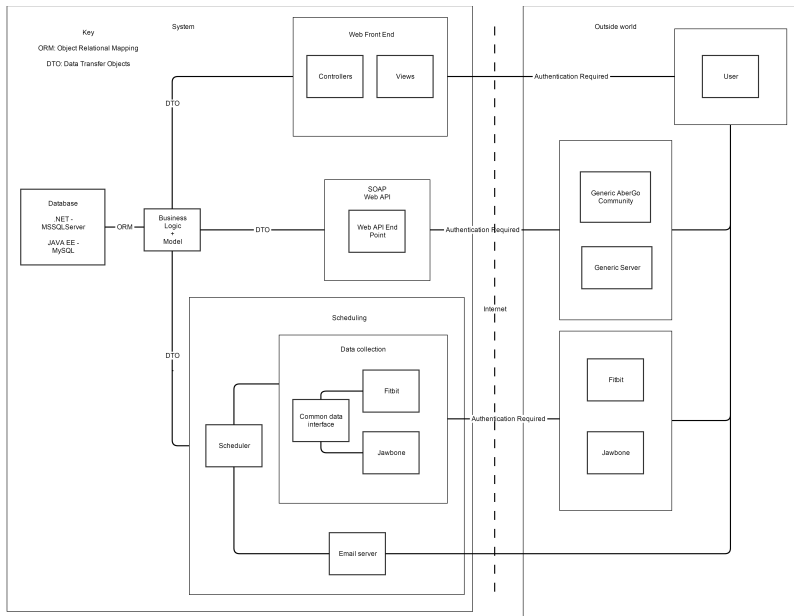 Key
ORM: Object Relational Mapping
DTO: Data Transfer Objects
System
Web Front End
Controllers
Views
Outside world
User
Authentication Required
DTO
Database
.NET -
MSSQLServer
JAVA EE -
MySQL
ORM
Business
Logic
+
Model
DTO
SOAP
Web API
Web API End
Point
Authentication Required
Generic AberGo
Community
Generic Server
Internet
DTO
Scheduling
Data collection
Scheduler
Common data
interface
Fitbit
Jawbone
Authentication Required
Fitbit
Jawbone
Email server